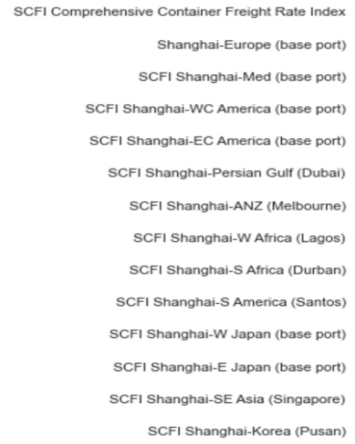 SCFI Comprehensive Container Freight Rate Index
Shanghai-Europe (base port)
SCFI Shanghai-Med (base port)
SCFI Shanghai-WC America (base port)
SCFI Shanghai-EC America (base port)
SCFI Shanghai-Persian Gulf (Dubai)
SCFI Shanghai-ANZ (Melbourne)
SCFI Shanghai-W Africa (Lagos)
SCFI Shanghai-S Africa (Durban)
SCFI Shanghai-S America (Santos)
SCFI Shanghai-W Japan (base port)
SCFI Shanghai-E Japan (base port)
SCFI Shanghai-SE Asia (Singapore)
SCFI Shanghai-Korea (Pusan)